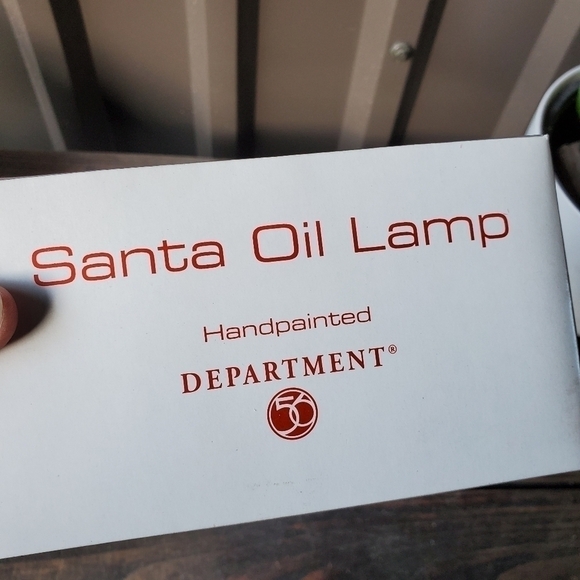 Santa Oil Lamp
Handpainted
DEPARTMENT®
56